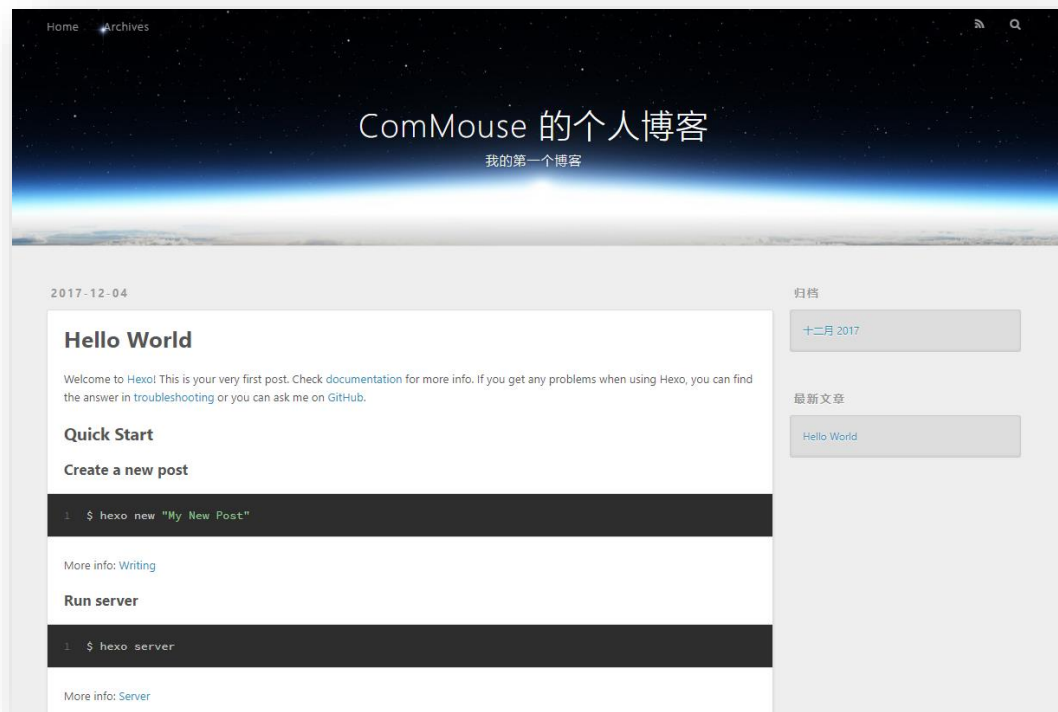 Home Archives
ComMouse 的个人博客
我的第一个博客
2017-12-04
Hello World
Welcome to Hexo! This is your very first post. Check documentation for more info. If you get any problems when using Hexo, you can find
the answer in troubleshooting or you can ask me on GitHub.
Quick Start
Create a new post
1 $ hexo new "My New Post"
More info: Writing
Run server
1 $ hexo server
More info: Server
归档
十二月 2017
最新文章
Hello World